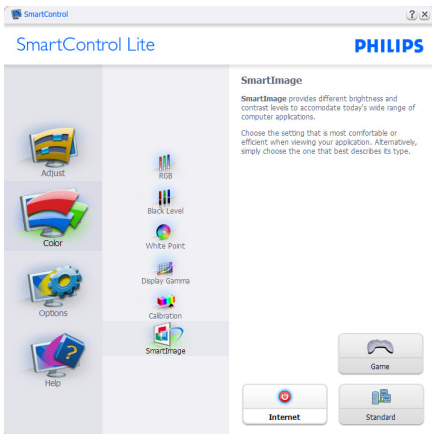 SmartControl
SmartControl Lite
PHILIPS
Adjust
Color
Options
Help
RGB
Black Level
White Point
Display Gamma
Calibration
SmartImage
SmartImage
SmartImage provides different brightness and
contrast levels to accomodate today's wide range of
computer applications.
Choose the setting that is most comfortable or
efficient when viewing your application. Alternatively,
simply choose the one that best describes its type.
Game
Internet
Standard